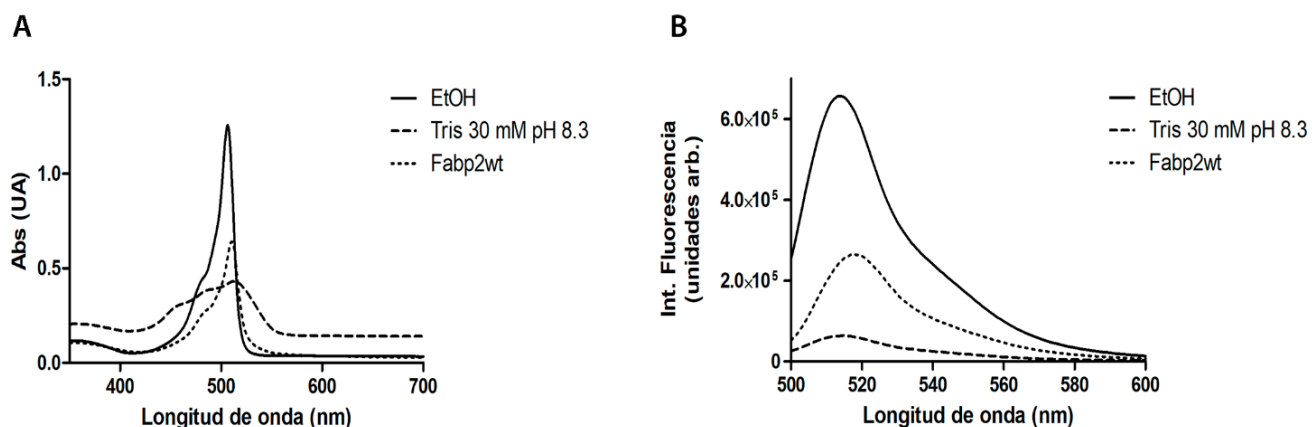 A
Abs (UA)
1.5
1.0
0.5
0.0
400
500
600
700
Longitud de onda (nm)
EtOH
Tris 30 mM pH 8.3
Fabp2wt
B
Int. Fluorescencia
(unidades arb.)
6.0×10⁵
4.0×10⁵
2.0×10⁵
0
500
520
540
560
580
600
Longitud de onda (nm)
EtOH
Tris 30 mM pH 8.3
Fabp2wt